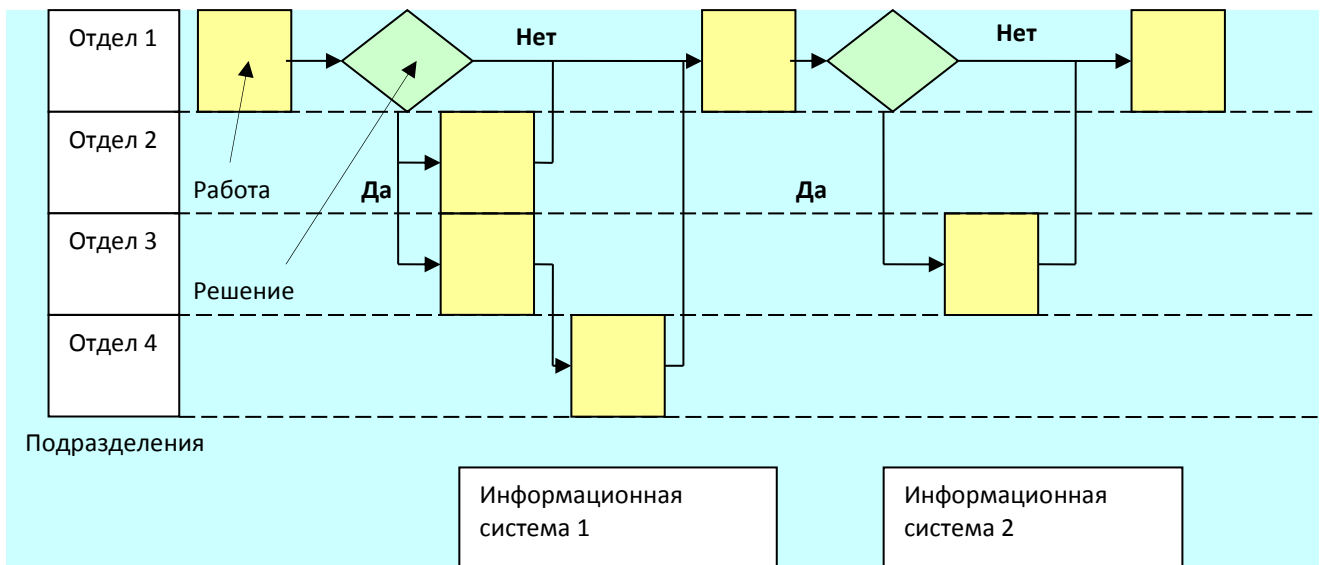 Отдел 1
Нет
Нет
Отдел 2
Работа
Да
Да
Отдел 3
Решение
Отдел 4
Подразделения
Информационная
система 1
Информационная
система 2